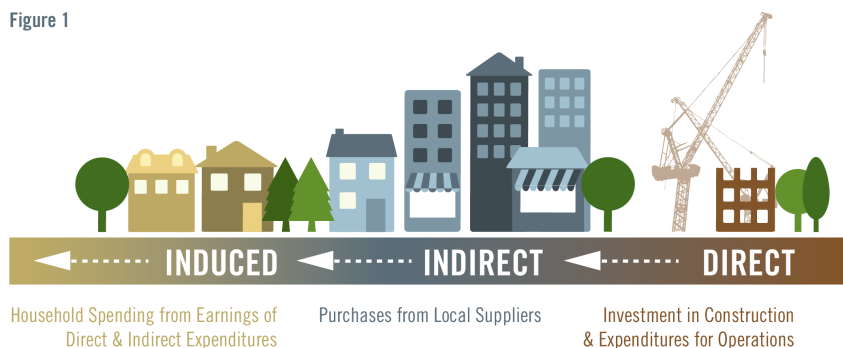 Figure 1
INDUCED
INDIRECT
DIRECT
Household Spending from Earnings of
Direct & Indirect Expenditures
Purchases from Local Suppliers
Investment in Construction
& Expenditures for Operations